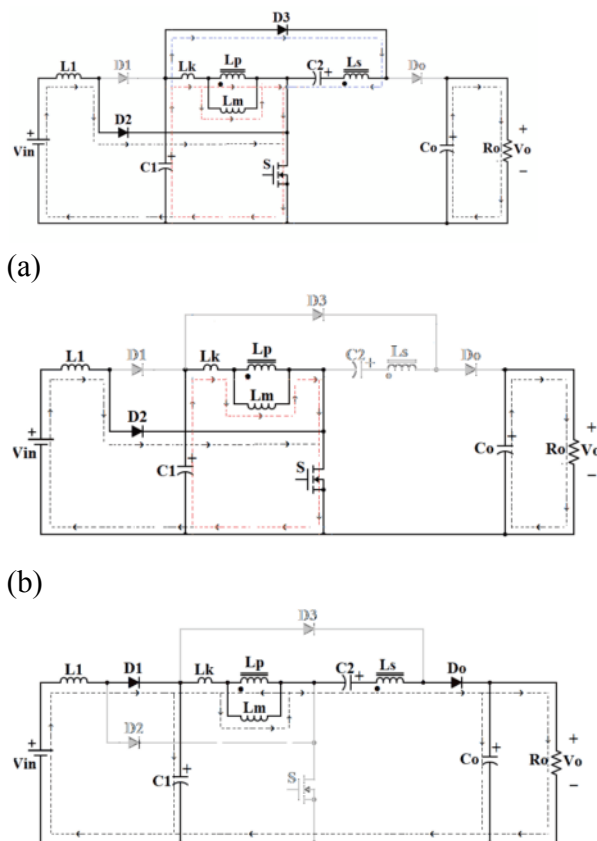 D3
L1 D1 Lk Lp C2 + Ls Do
Lm
+ Vin D2 C1 + S Co + Ro + Vo −
(a)
D3
L1 D1 Lk Lp C2 + Ls Do
Lm
+ Vin D2 C1 + S Co + Ro + Vo −
(b)
D3
L1 D1 Lk Lp C2 + Ls Do
Lm
+ Vin D2 C1 + S Co + Ro + Vo −